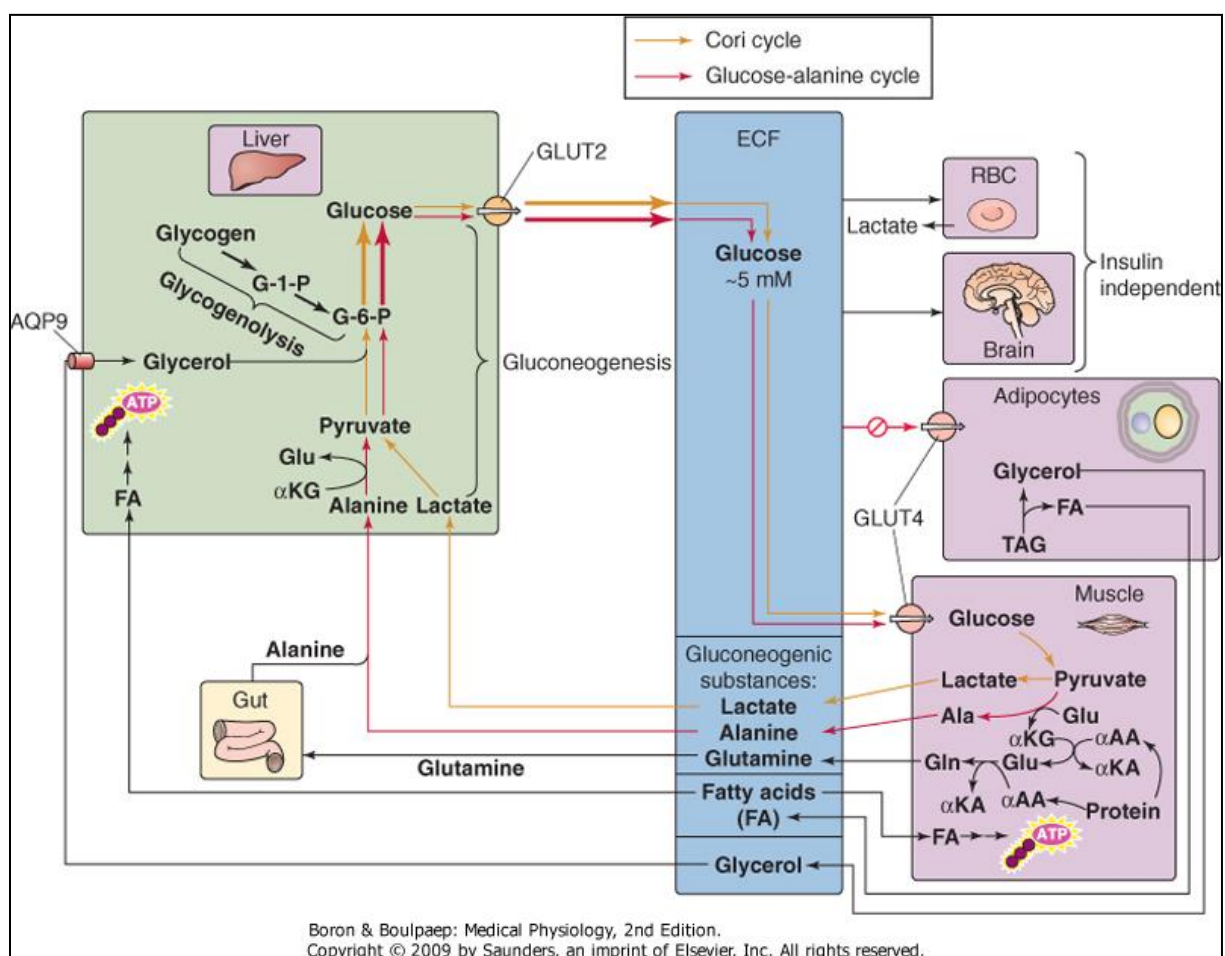 Cori cycle
Glucose-alanine cycle
Liver
GLUT2
Glucose
Glycogen
G-1-P
G-6-P
Glycogenolysis
AQP9
Glycerol
Gluconeogenesis
ATP
Pyruvate
Glu
αKG
FA
Alanine Lactate
ECF
Glucose
~5 mM
RBC
Lactate
Brain
Insulin
independent
Adipocytes
Glycerol
FA
TAG
GLUT4
Muscle
Glucose
Lactate
Pyruvate
Ala
Glu
αKG
αAA
Gln
Glu
αKA
αKA
αAA
Protein
FA
ATP
Gluconeogenic
substances:
Lactate
Alanine
Glutamine
Fatty acids
(FA)
Glycerol
Alanine
Gut
Glutamine
Boron & Boulpaep: Medical Physiology, 2nd Edition.
Copyright © 2009 by Saunders, an imprint of Elsevier, Inc. All rights reserved.